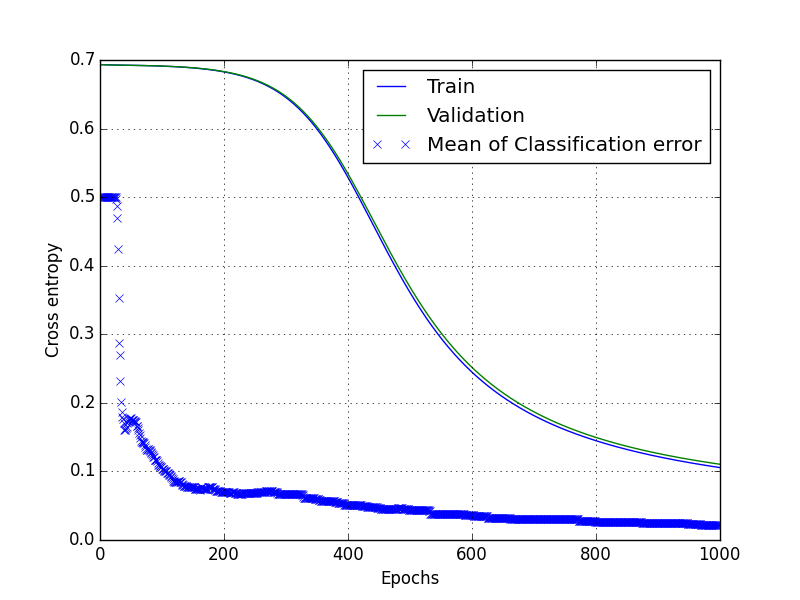 0.7
0.6
0.5
0.4
0.3
0.2
0.1
0.0
Cross entropy
Train
Validation
Mean of Classification error
0 200 400 600 800 1000
Epochs